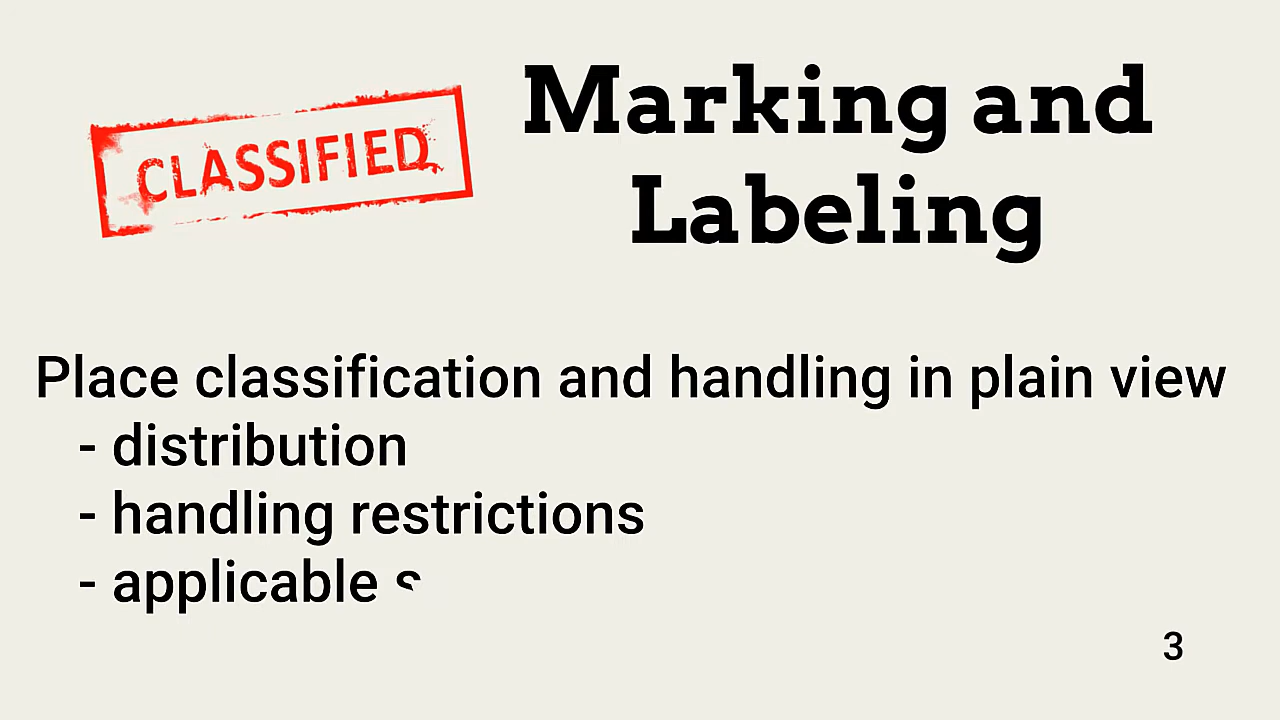 CLASSIFIED
Marking and
Labeling
Place classification and handling in plain view
- distribution
- handling restrictions
- applicable
3